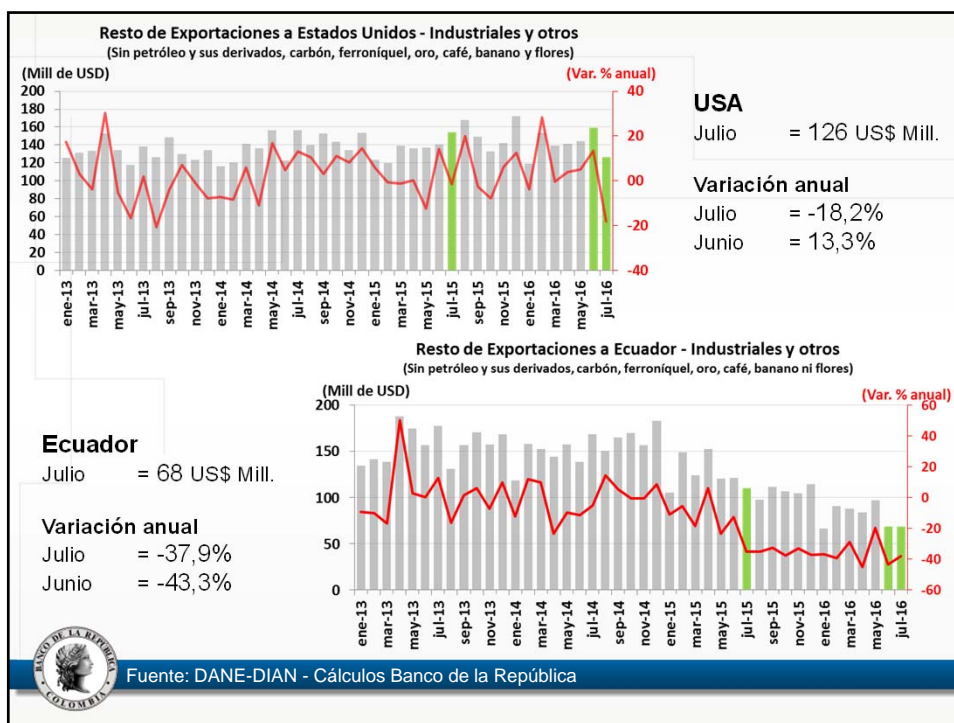 Resto de Exportaciones a Estados Unidos - Industriales y otros
(Sin petróleo y sus derivados, carbón, ferroníquel, oro, café, banano y flores)
(Mill de USD)
(Var. % anual)
200
180
160
140
120
100
80
60
40
20
0
40
20
00
-20
-40
ene-13
mar-13
may-13
jul-13
sep-13
nov-13
ene-14
mar-14
may-14
jul-14
sep-14
nov-14
ene-15
mar-15
may-15
jul-15
sep-15
nov-15
ene-16
mar-16
may-16
jul-16
USA
Julio = 126 US$ Mill.
Variación anual
Julio = -18,2%
Junio = 13,3%
Resto de Exportaciones a Ecuador - Industriales y otros
(Sin petróleo y sus derivados, carbón, ferroníquel, oro, café, banano ni flores)
(Mill de USD)
(Var. % anual)
200
150
100
50
0
60
40
20
0
-20
-40
-60
ene-13
mar-13
may-13
jul-13
sep-13
nov-13
ene-14
mar-14
may-14
jul-14
sep-14
nov-14
ene-15
mar-15
may-15
jul-15
sep-15
nov-15
ene-16
mar-16
may-16
jul-16
Ecuador
Julio = 68 US$ Mill.
Variación anual
Julio = -37,9%
Junio = -43,3%
BANCO DE LA REPÚBLICA
COLOMBIA
Fuente: DANE-DIAN - Cálculos Banco de la República